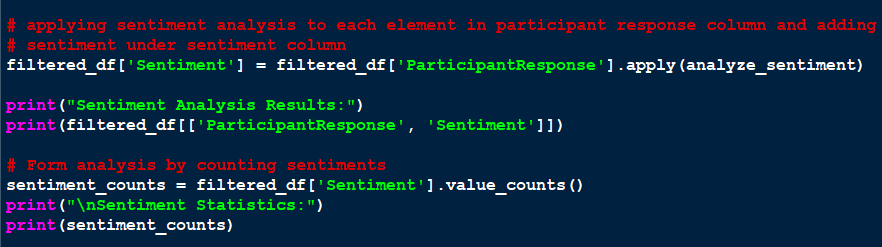 # applying sentiment analysis to each element in participant response column and adding
# sentiment under sentiment column
filtered_df['Sentiment'] = filtered_df['ParticipantResponse'].apply(analyze_sentiment)
print("Sentiment Analysis Results:")
print(filtered_df[['ParticipantResponse', 'Sentiment']])
# Form analysis by counting sentiments
sentiment_counts = filtered_df['Sentiment'].value_counts()
print("\nSentiment Statistics:")
print(sentiment_counts)